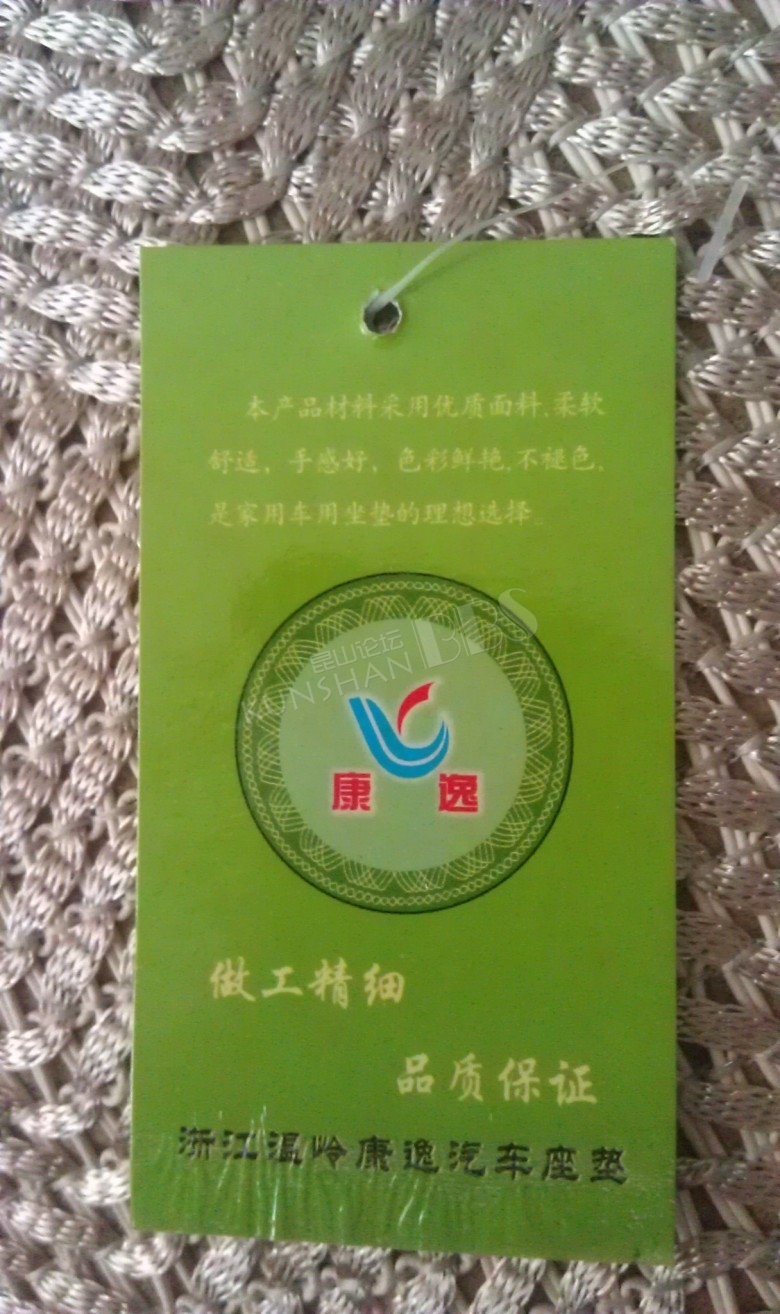 本产品材料采用优质面料,柔软
舒适，手感好，色彩鲜艳,不褪色,
是家用车用坐垫的理想选择。
昆山论坛
KUNSHAN BBS
康 逸
做工精细
品质保证
浙江温岭康逸汽车座垫